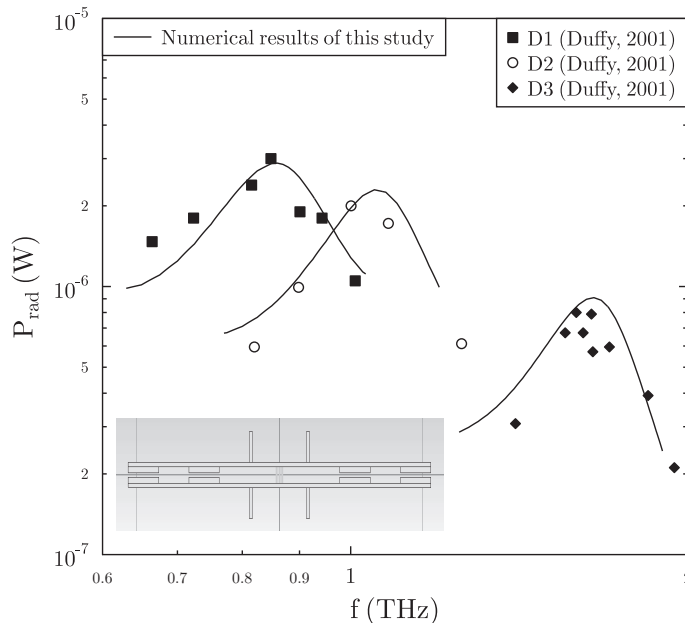 10^-5
Numerical results of this study
D1 (Duffy, 2001)
D2 (Duffy, 2001)
D3 (Duffy, 2001)
5
2
P_rad (W)
10^-6
5
2
10^-7
0.6 0.7 0.8 0.9 1
f (THz)